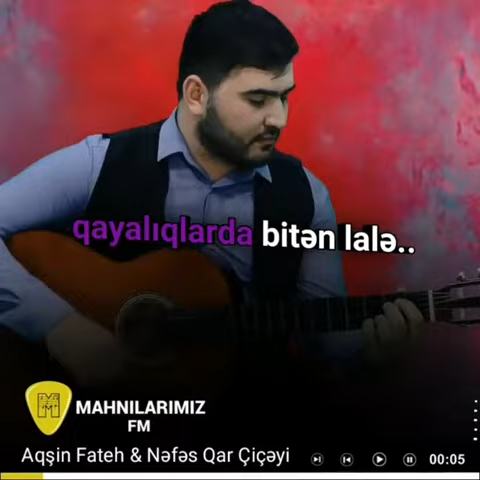 qayalıqlarda bitən lalə..
MAHNILARIMIZ
FM
Aqşin Fateh & Nəfəs Qar Çiçəyi
00:05